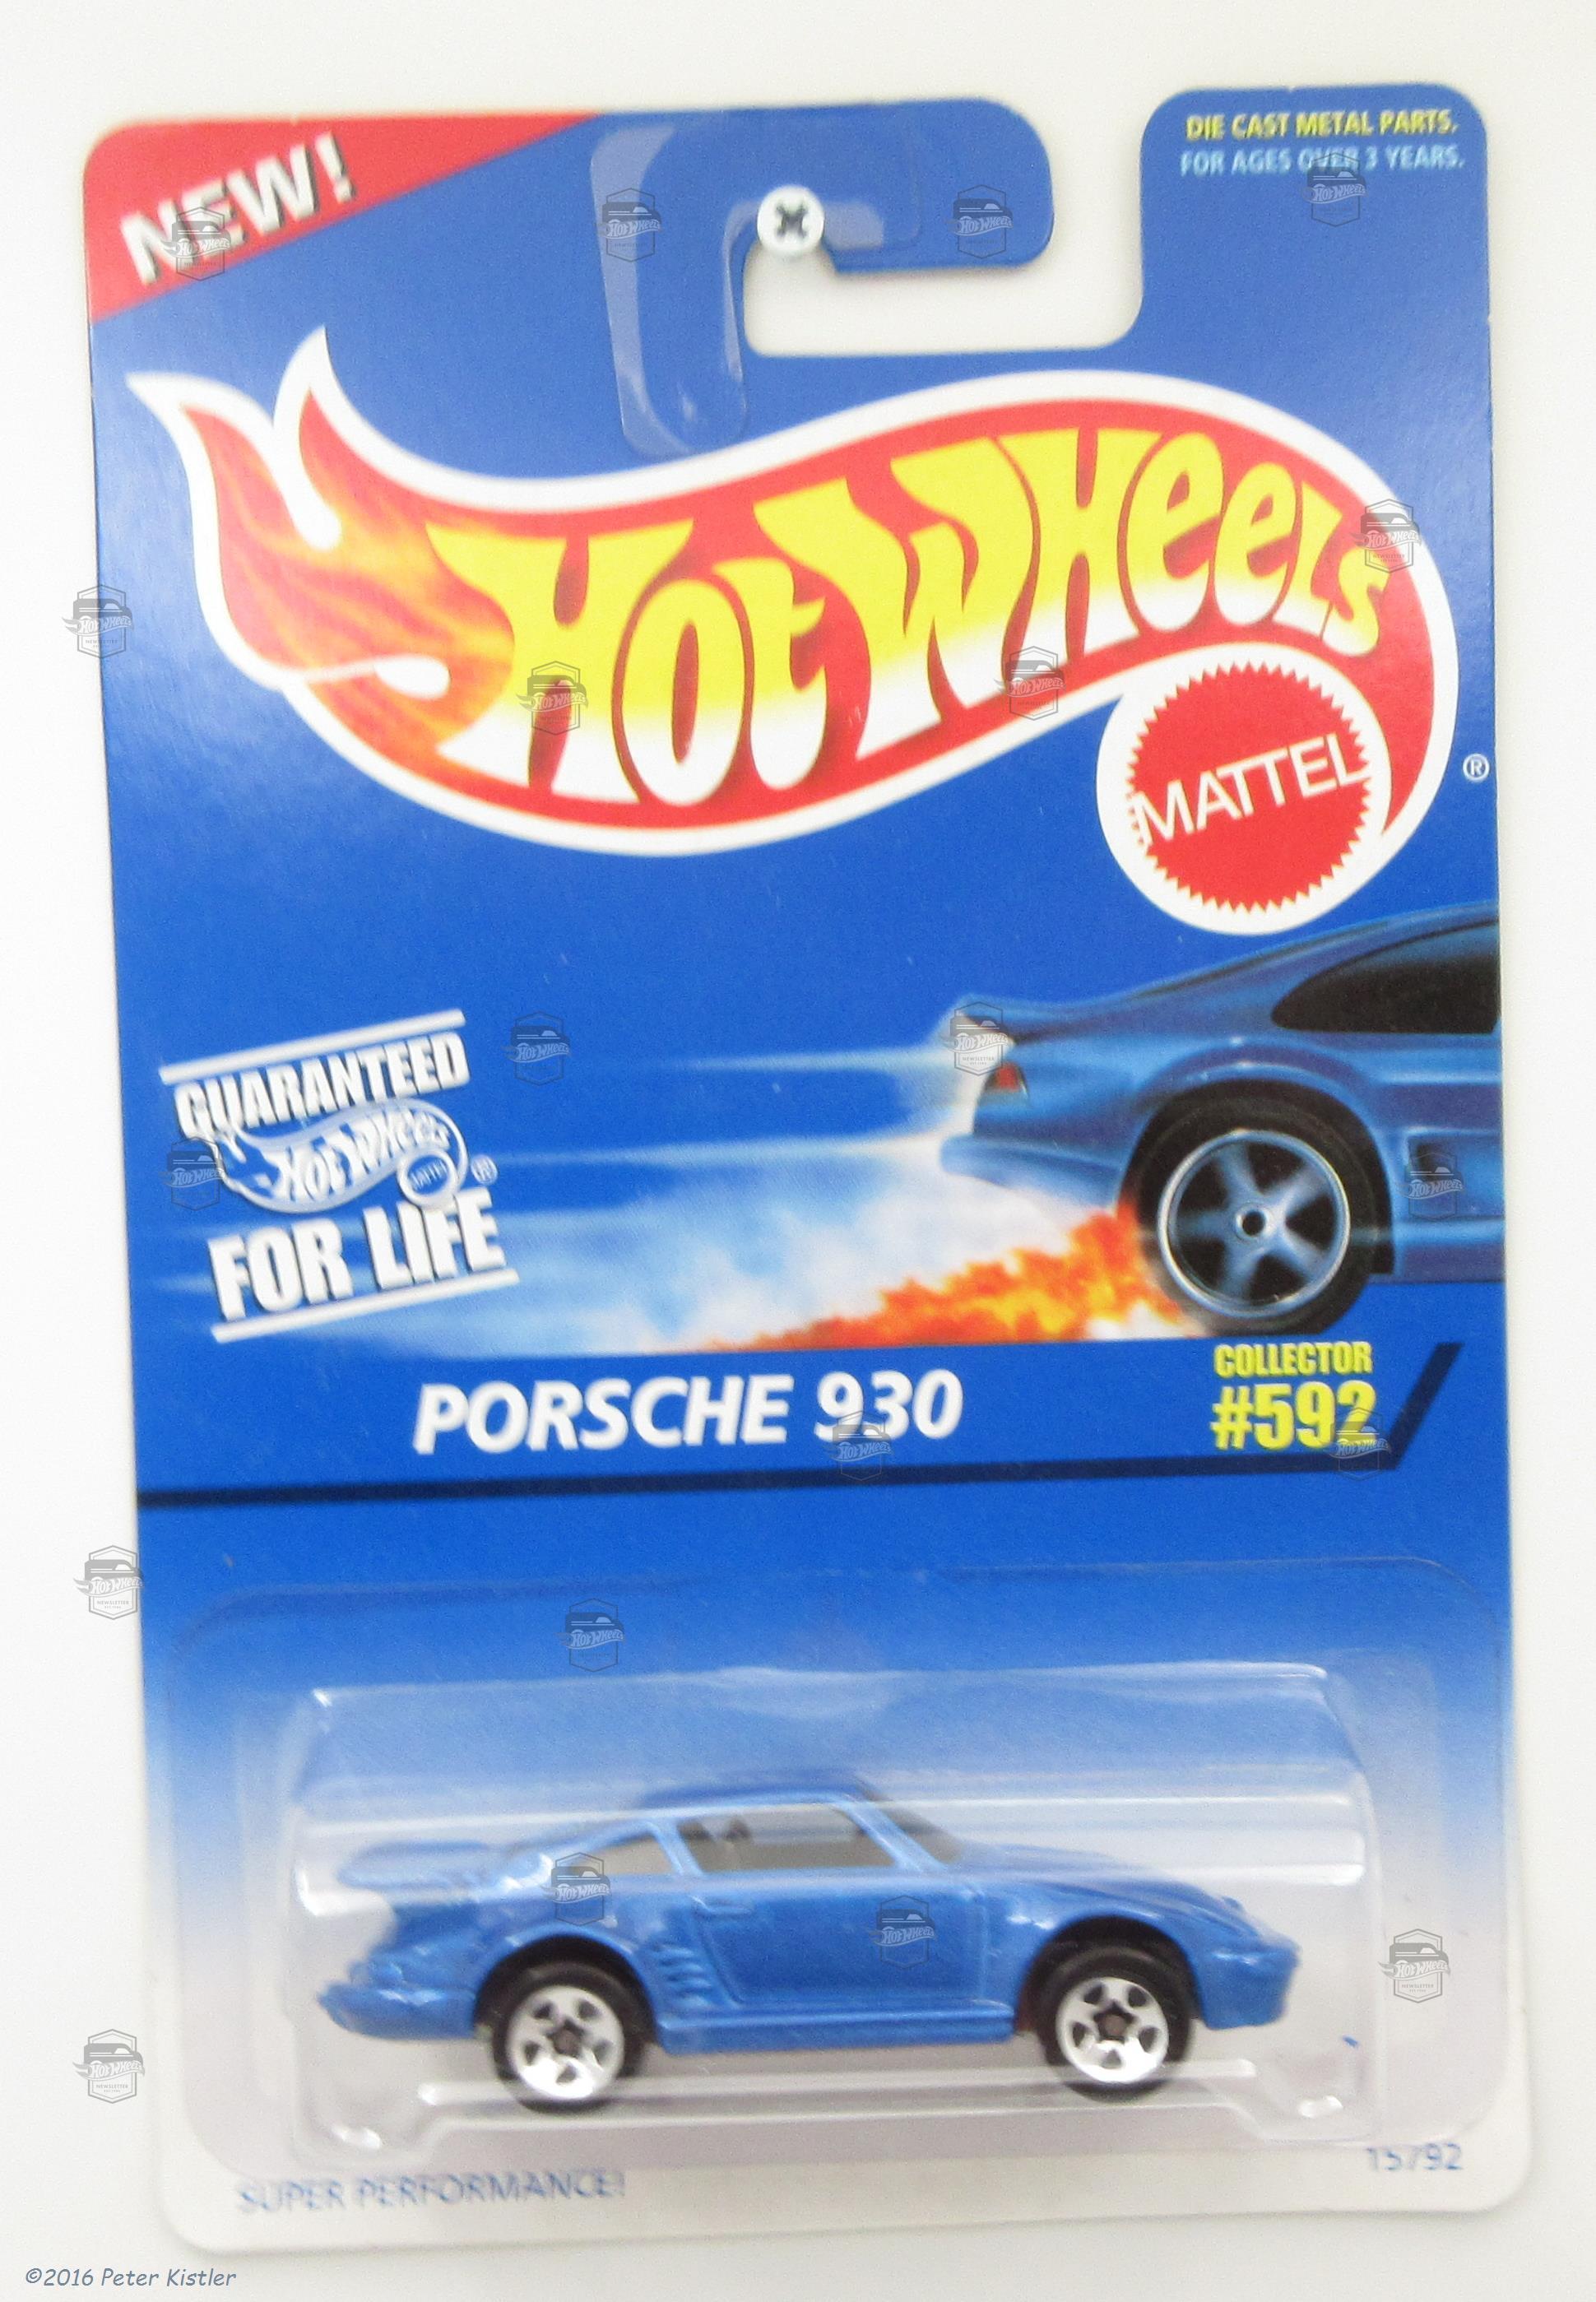 NEW!
DIE CAST METAL PARTS.
FOR AGES OVER 3 YEARS.
HOT WHEELS
MATTEL
®
GUARANTEED
HOT WHEELS
MATTEL ®
FOR LIFE
PORSCHE 930
COLLECTOR
#592
SUPER PERFORMANCE!
15792
©2016 Peter Kistler